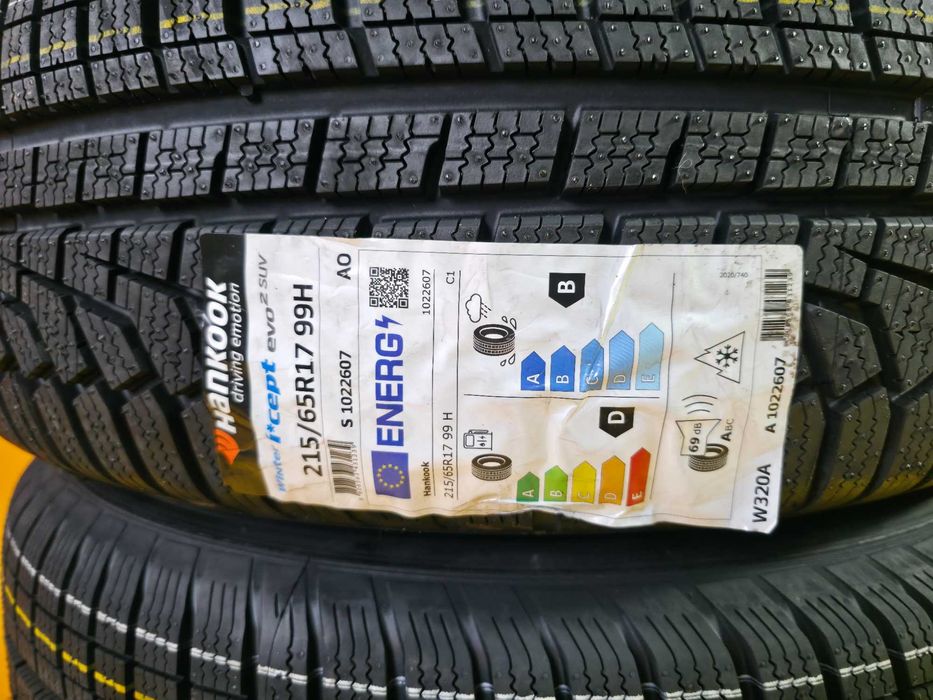 HANKOOK
driving emotion
winter i*cept evo² SUV
215/65R17 99H
AO
S 1022607
ENERG
1022607
Hankook
215/65R17 99 H
C1
B
A
B
C
D
E
D
A
B
C
D
E
69 dB
ABC
2020/740
W320A
A 1022607